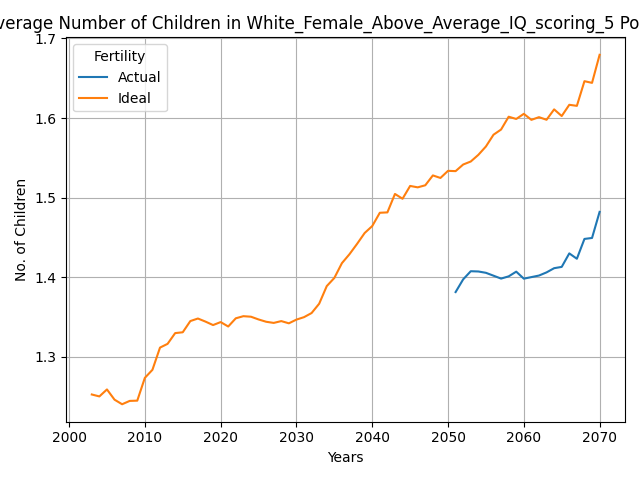 verage Number of Children in White_Female_Above_Average_IQ_scoring_5 Po
1.7
Fertility
Actual
Ideal
1.6
1.5
1.4
1.3
No. of Children
2000 2010 2020 2030 2040 2050 2060 2070
Years